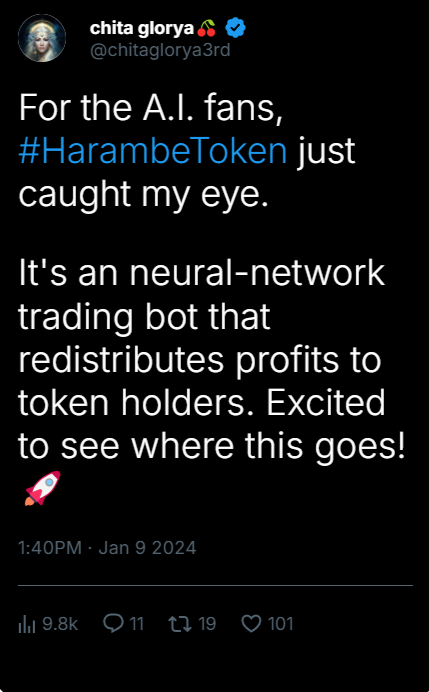 chita glorya🍒
@chitaglorya3rd
For the A.I. fans,
#HarambeToken just
caught my eye.
It's an neural-network
trading bot that
redistributes profits to
token holders. Excited
to see where this goes!
🚀
1:40PM · Jan 9 2024
9.8k 11 19 101